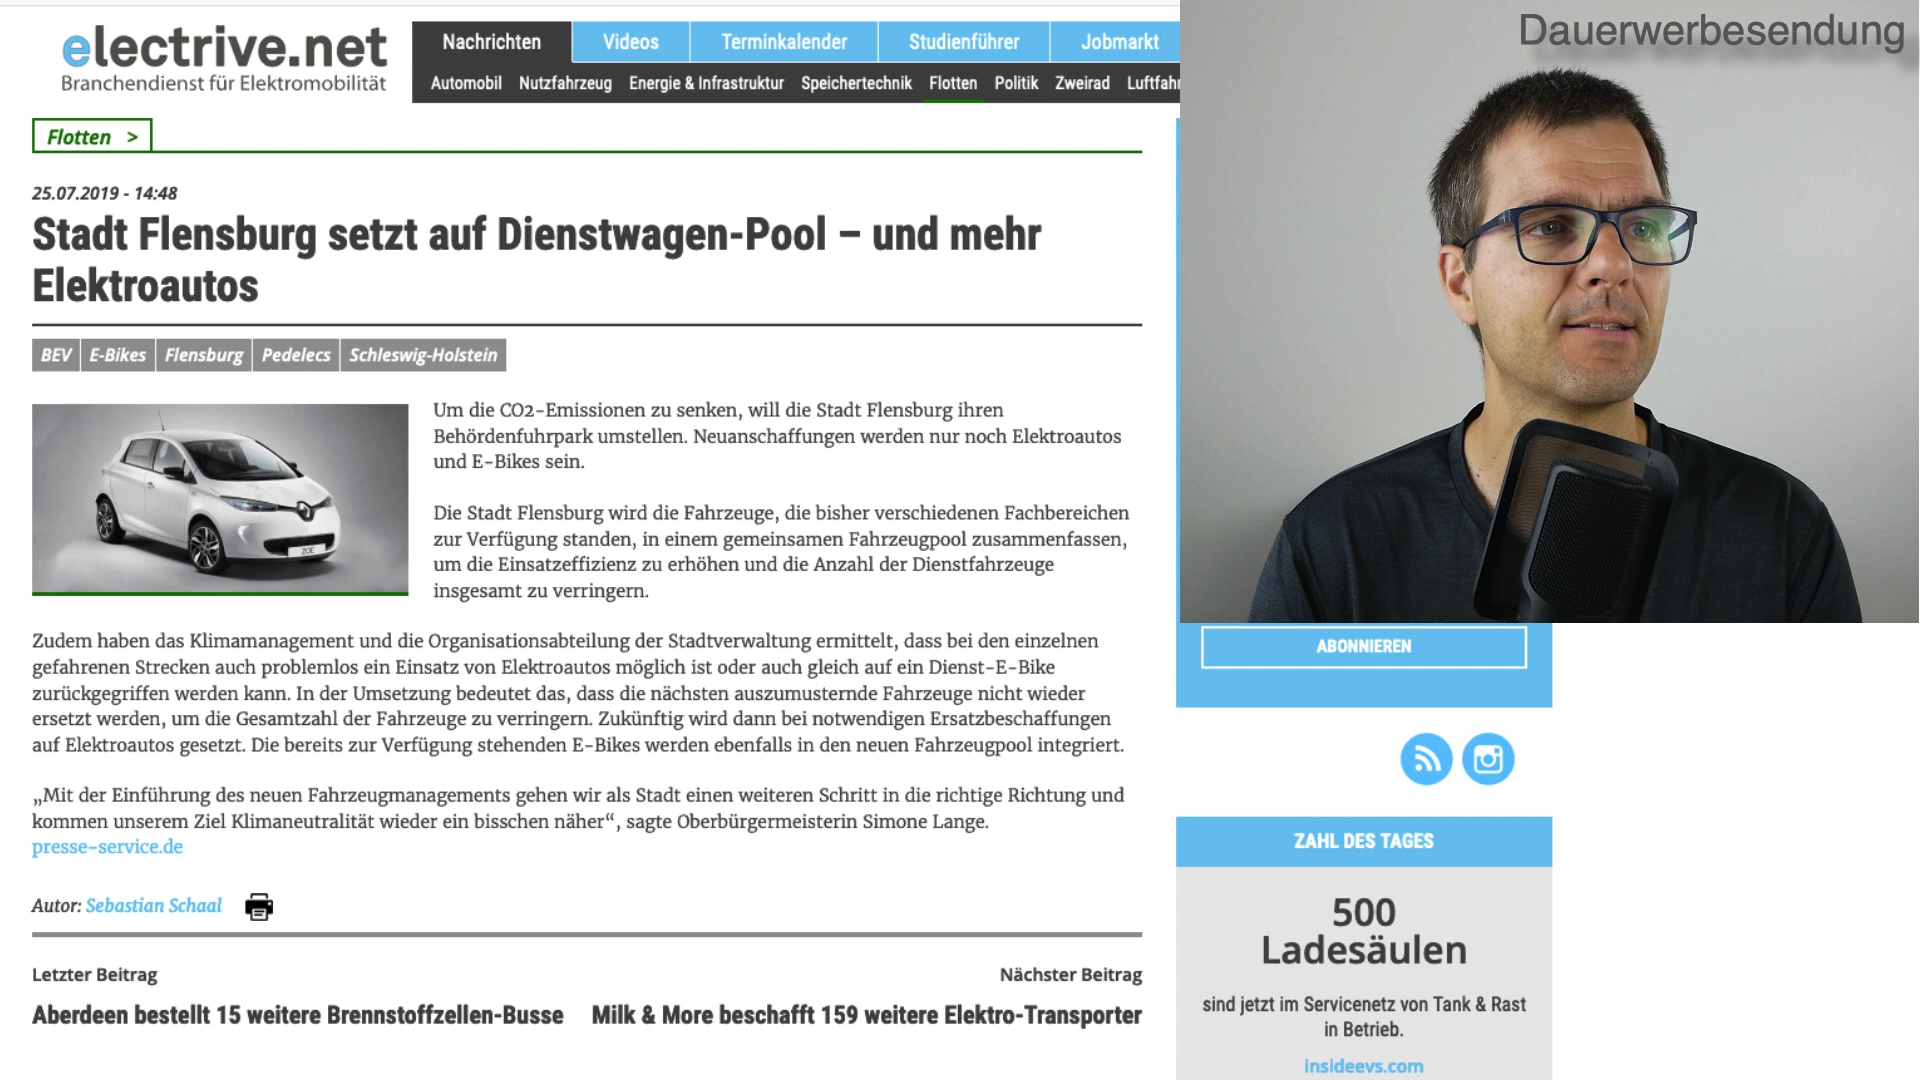 electrive.net
Branchendienst für Elektromobilität
Nachrichten
Videos
Terminkalender
Studienführer
Jobmarkt
Automobil
Nutzfahrzeug
Energie & Infrastruktur
Speichertechnik
Flotten
Politik
Zweirad
Dauerwerbesendung
Flotten >
25.07.2019 - 14:48
Stadt Flensburg setzt auf Dienstwagen-Pool – und mehr
Elektroautos
BEV
E-Bikes
Flensburg
Pedelecs
Schleswig-Holstein
ZOE
Um die CO2-Emissionen zu senken, will die Stadt Flensburg ihren
Behördenfuhrpark umstellen. Neuanschaffungen werden nur noch Elektroautos
und E-Bikes sein.
Die Stadt Flensburg wird die Fahrzeuge, die bisher verschiedenen Fachbereichen
zur Verfügung standen, in einem gemeinsamen Fahrzeugpool zusammenfassen,
um die Einsatzeffizienz zu erhöhen und die Anzahl der Dienstfahrzeuge
insgesamt zu verringern.
Zudem haben das Klimamanagement und die Organisationsabteilung der Stadtverwaltung ermittelt, dass bei den einzelnen
gefahrenen Strecken auch problemlos ein Einsatz von Elektroautos möglich ist oder auch gleich auf ein Dienst-E-Bike
zurückgegriffen werden kann. In der Umsetzung bedeutet das, dass die nächsten auszumusternde Fahrzeuge nicht wieder
ersetzt werden, um die Gesamtzahl der Fahrzeuge zu verringern. Zukünftig wird dann bei notwendigen Ersatzbeschaffungen
auf Elektroautos gesetzt. Die bereits zur Verfügung stehenden E-Bikes werden ebenfalls in den neuen Fahrzeugpool integriert.
„Mit der Einführung des neuen Fahrzeugmanagements gehen wir als Stadt einen weiteren Schritt in die richtige Richtung und
kommen unserem Ziel Klimaneutralität wieder ein bisschen näher“, sagte Oberbürgermeisterin Simone Lange.
presse-service.de
Autor: Sebastian Schaal
Letzter Beitrag
Nächster Beitrag
Aberdeen bestellt 15 weitere Brennstoffzellen-Busse
Milk & More beschafft 159 weitere Elektro-Transporter
ABONNIEREN
ZAHL DES TAGES
500
Ladesäulen
sind jetzt im Servicenetz von Tank & Rast
in Betrieb.
insideevs.com